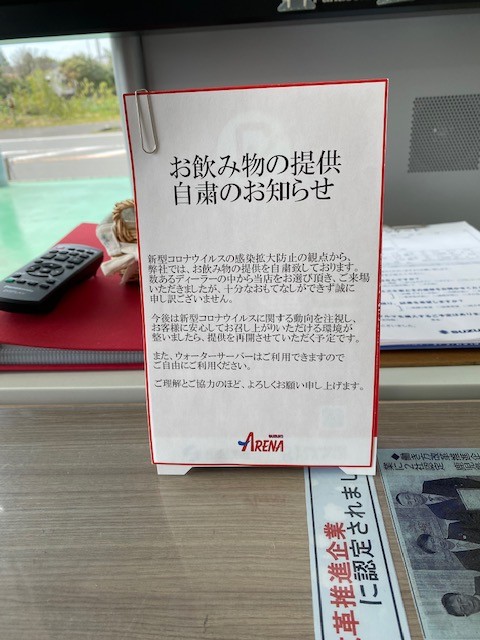 お飲み物の提供
自粛のお知らせ
新型コロナウイルスの感染拡大防止の観点から、
弊社では、お飲み物の提供を自粛致しております。
数あるディーラーの中から当店をお選び頂き、ご来場
いただきましたが、十分なおもてなしができず誠に
申し訳ございません。
今後は新型コロナウイルスに関する動向を注視し、
お客様に安心してお召し上がりいただける環境が
整いましたら、提供を再開させていただく予定です。
また、ウォーターサーバーはご利用できますので
ご自由にご利用ください。
ご理解とご協力のほど、よろしくお願い申し上げます。
SUZUKI
ARENA
革推進企業
に認定されまし
◆働き方改革推進企